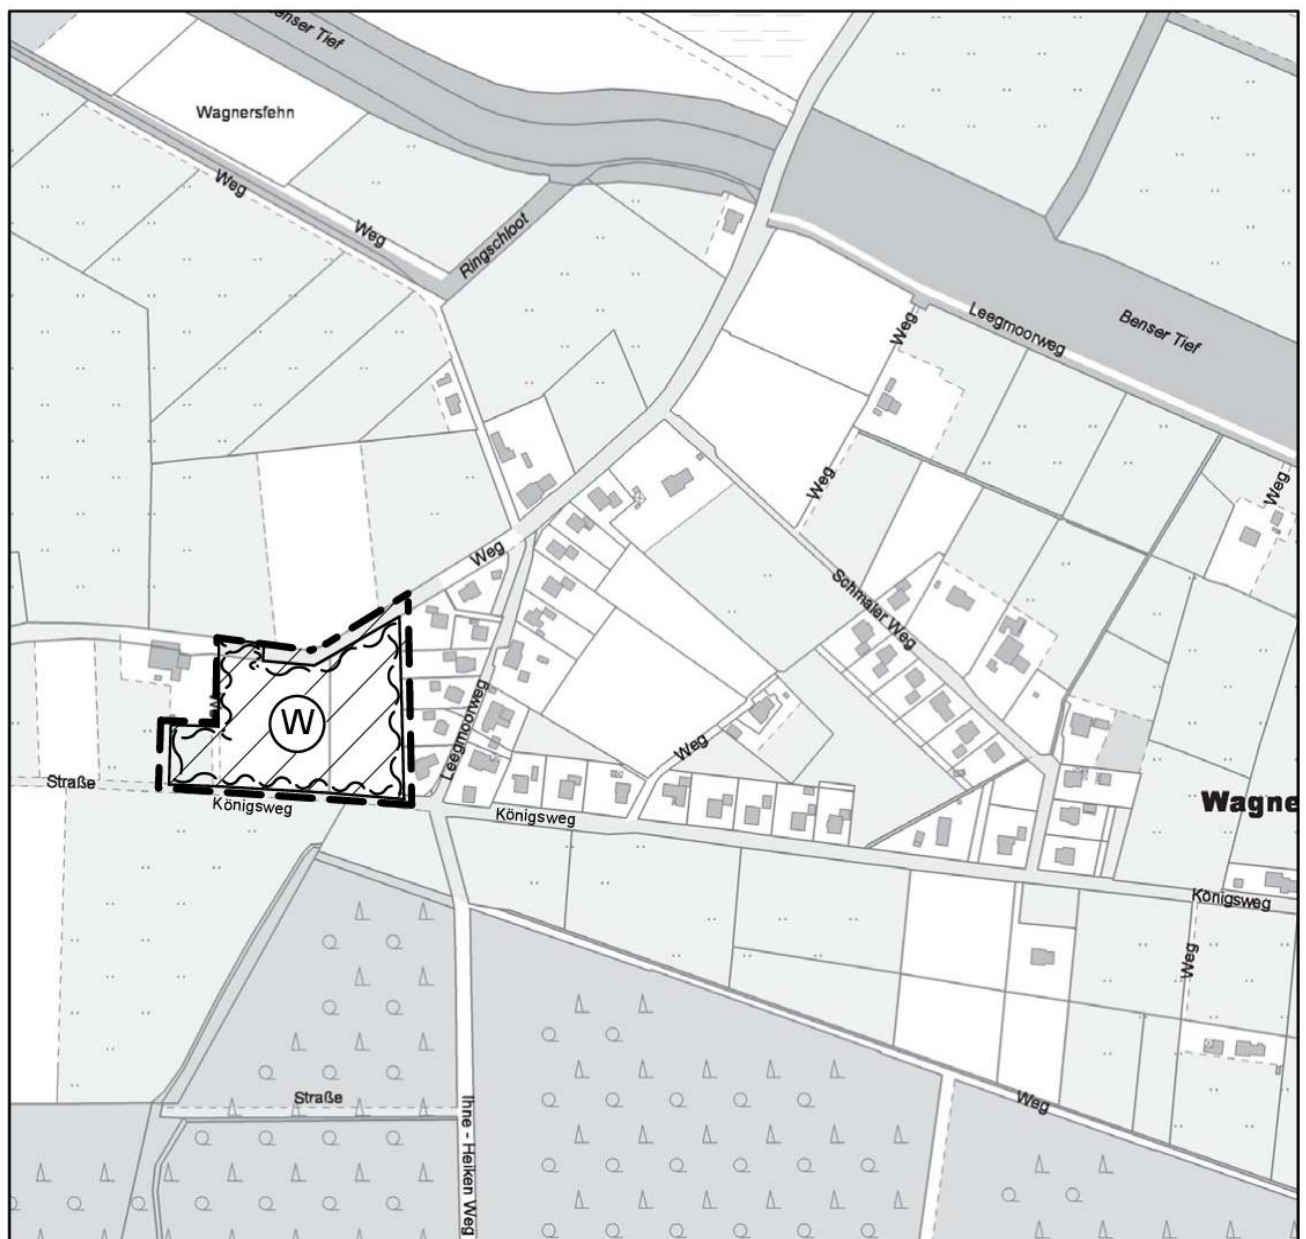 Benser Tief
Wagnersfehn
Weg
Weg
Ringschloot
Weg
Leegmoorweg
Benser Tief
Weg
Weg
Weg
Schmaler Weg
W
Leegmoorweg
Weg
Straße
Königsweg
Königsweg
Wagne
Königsweg
Weg
Straße
Ihne - Heiken Weg
Weg